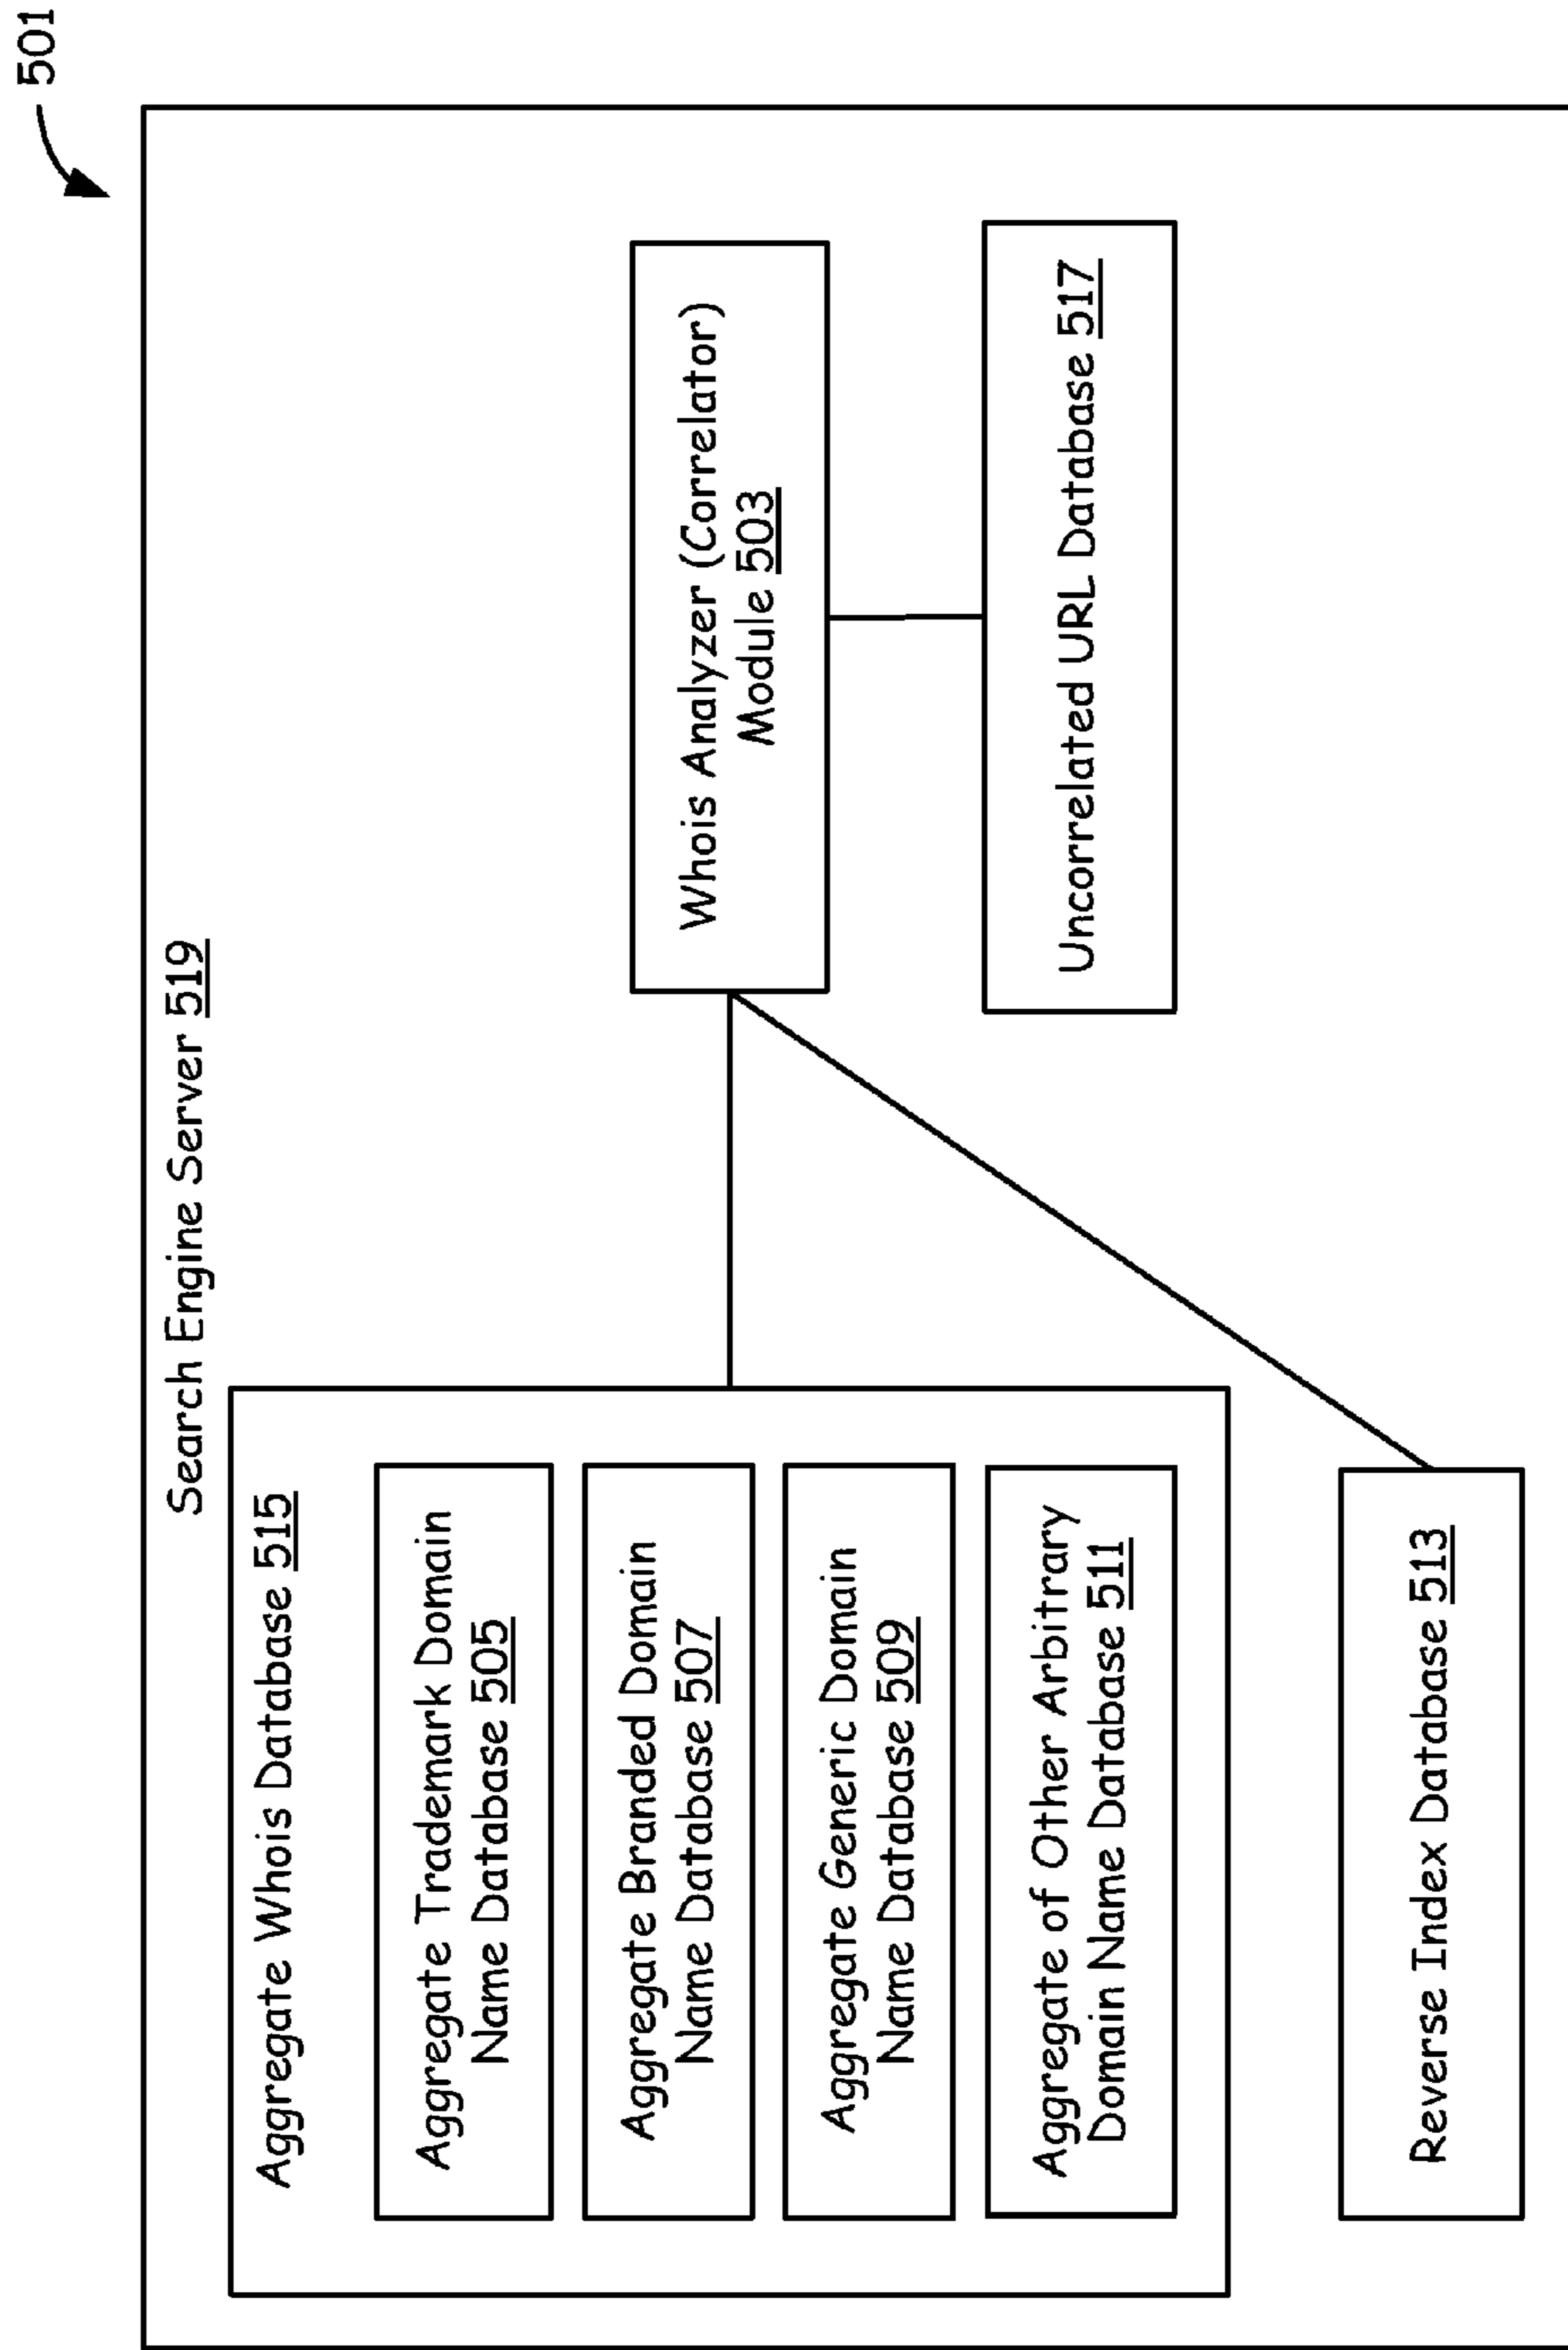 501
Search Engine Server 519
Aggregate Whois Database 515
Aggregate Trademark Domain
Name Database 505
Aggregate Branded Domain
Name Database 507
Aggregate Generic Domain
Name Database 509
Aggregate of Other Arbitrary
Domain Name Database 511
Reverse Index Database 513
Whois Analyzer (Correlator)
Module 503
Uncorrelated URL Database 517